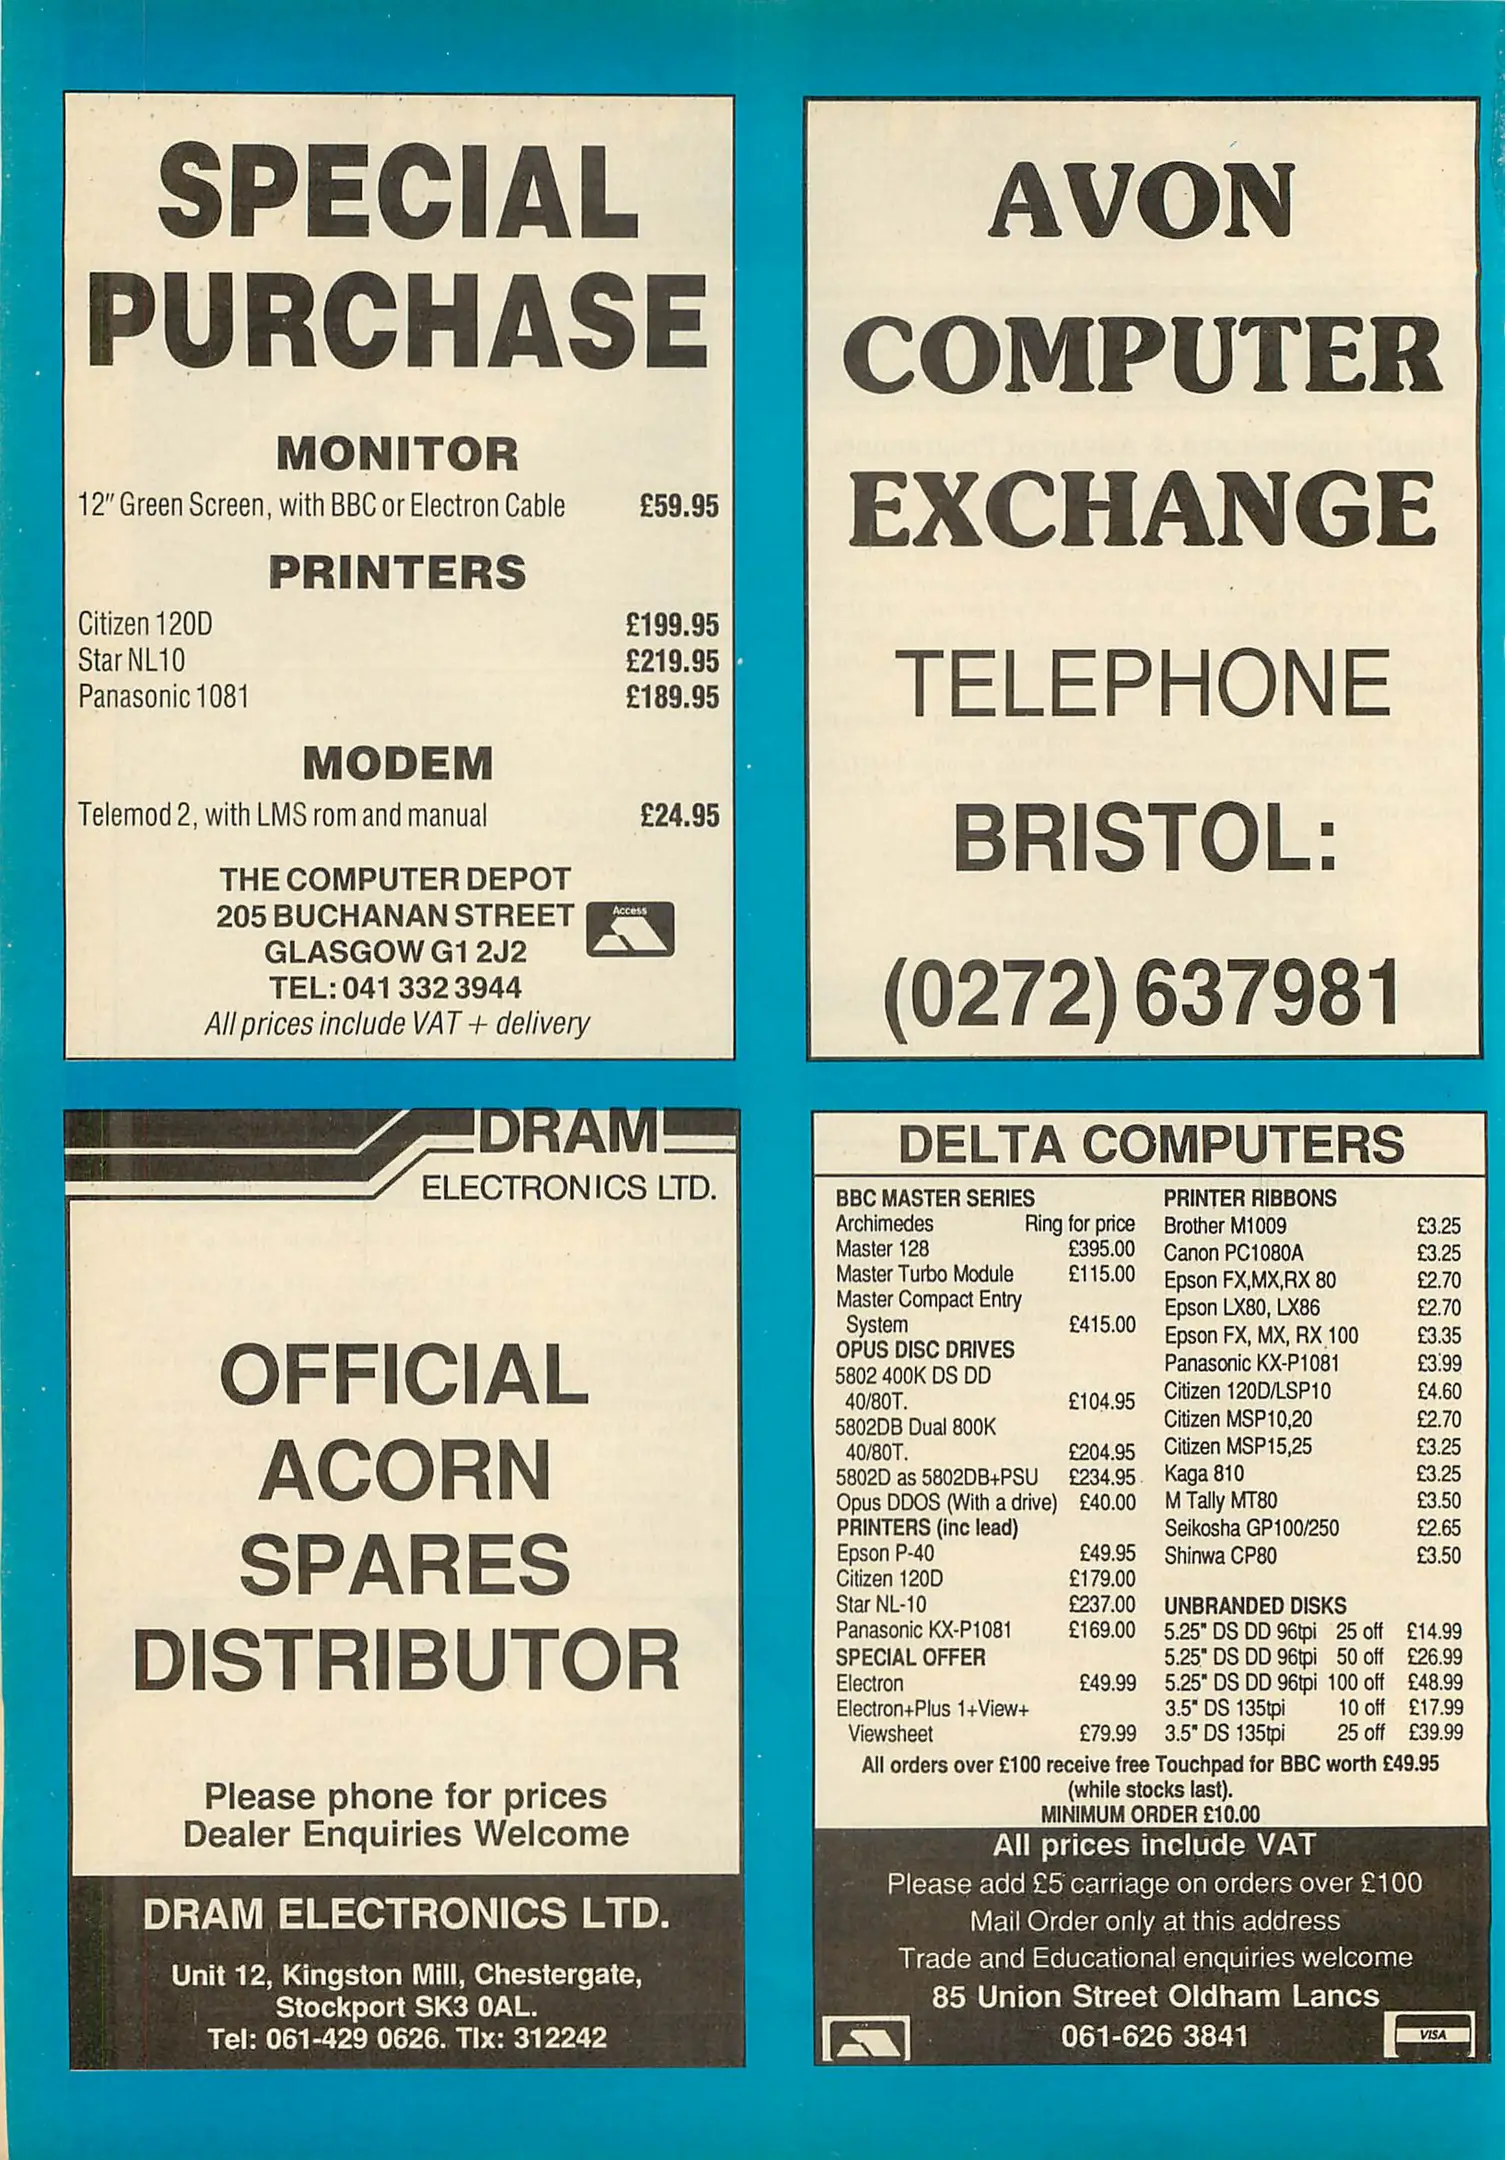 SPECIAL
PURCHASE
MONITOR
12" Green Screen, with BBC or Electron Cable £59.95
PRINTERS
Citizen 120D £199.95
Star NL10 £219.95
Panasonic 1081 £189.95
MODEM
Telemod 2, with LMS rom and manual £24.95
THE COMPUTER DEPOT
205 BUCHANAN STREET
GLASGOW G1 2J2
TEL: 041 332 3944
All prices include VAT + delivery
Access
AVON
COMPUTER
EXCHANGE
TELEPHONE
BRISTOL:
(0272) 637981
DRAM
ELECTRONICS LTD.
OFFICIAL
ACORN
SPARES
DISTRIBUTOR
Please phone for prices
Dealer Enquiries Welcome
DRAM ELECTRONICS LTD.
Unit 12, Kingston Mill, Chestergate,
Stockport SK3 0AL.
Tel: 061-429 0626. Tlx: 312242
DELTA COMPUTERS
BBC MASTER SERIES
Archimedes Ring for price
Master 128 £395.00
Master Turbo Module £115.00
Master Compact Entry
System £415.00
OPUS DISC DRIVES
5802 400K DS DD
40/80T. £104.95
5802DB Dual 800K
40/80T. £204.95
5802D as 5802DB+PSU £234.95
Opus DDOS (With a drive) £40.00
PRINTERS (inc lead)
Epson P-40 £49.95
Citizen 120D £179.00
Star NL-10 £237.00
Panasonic KX-P1081 £169.00
SPECIAL OFFER
Electron £49.99
Electron+Plus 1+View+
Viewsheet £79.99
PRINTER RIBBONS
Brother M1009 £3.25
Canon PC1080A £3.25
Epson FX,MX,RX 80 £2.70
Epson LX80, LX86 £2.70
Epson FX, MX, RX 100 £3.35
Panasonic KX-P1081 £3.99
Citizen 120D/LSP10 £4.60
Citizen MSP10,20 £2.70
Citizen MSP15,25 £3.25
Kaga 810 £3.25
M Tally MT80 £3.50
Seikosha GP100/250 £2.65
Shinwa CP80 £3.50
UNBRANDED DISKS
5.25" DS DD 96tpi 25 off £14.99
5.25" DS DD 96tpi 50 off £26.99
5.25" DS DD 96tpi 100 off £48.99
3.5" DS 135tpi 10 off £17.99
3.5" DS 135tpi 25 off £39.99
All orders over £100 receive free Touchpad for BBC worth £49.95
(while stocks last).
MINIMUM ORDER £10.00
All prices include VAT
Please add £5 carriage on orders over £100
Mail Order only at this address
Trade and Educational enquiries welcome
85 Union Street Oldham Lancs
061-626 3841
VISA